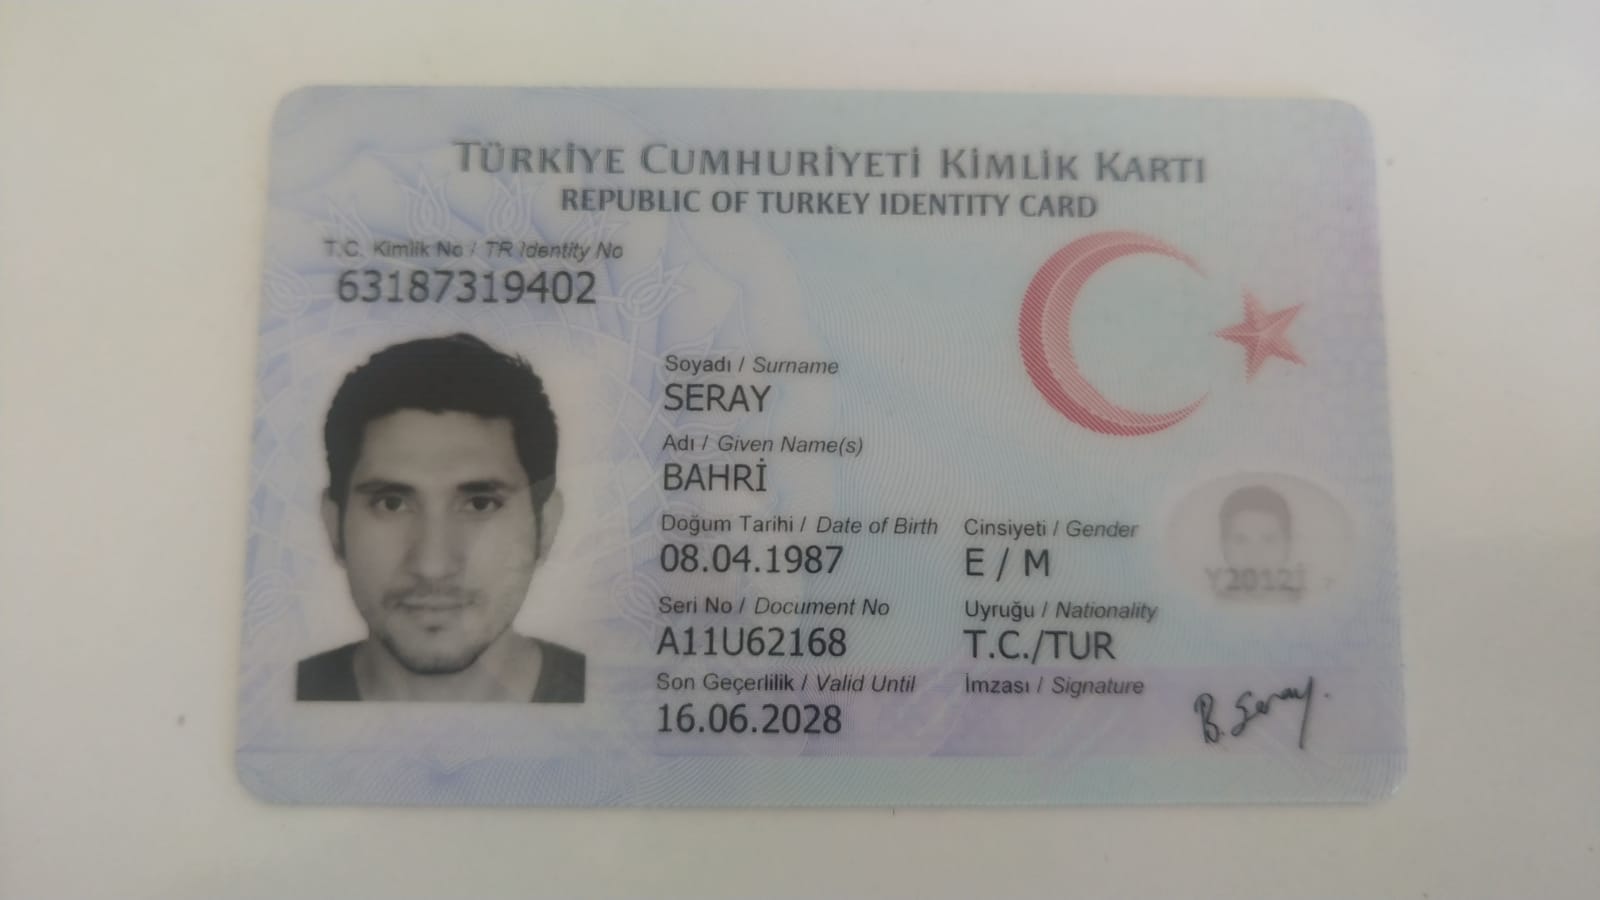 TÜRKİYE CUMHURİYETİ KİMLİK KARTI
REPUBLIC OF TURKEY IDENTITY CARD
T.C. Kimlik No / TR Identity No
63187319402
Soyadı / Surname
SERAY
Adı / Given Name(s)
BAHRİ
Doğum Tarihi / Date of Birth Cinsiyeti / Gender
08.04.1987 E / M
Seri No / Document No Uyruğu / Nationality
A11U62168 T.C./TUR
Son Geçerlilik / Valid Until İmzası / Signature
16.06.2028 B. Seray.